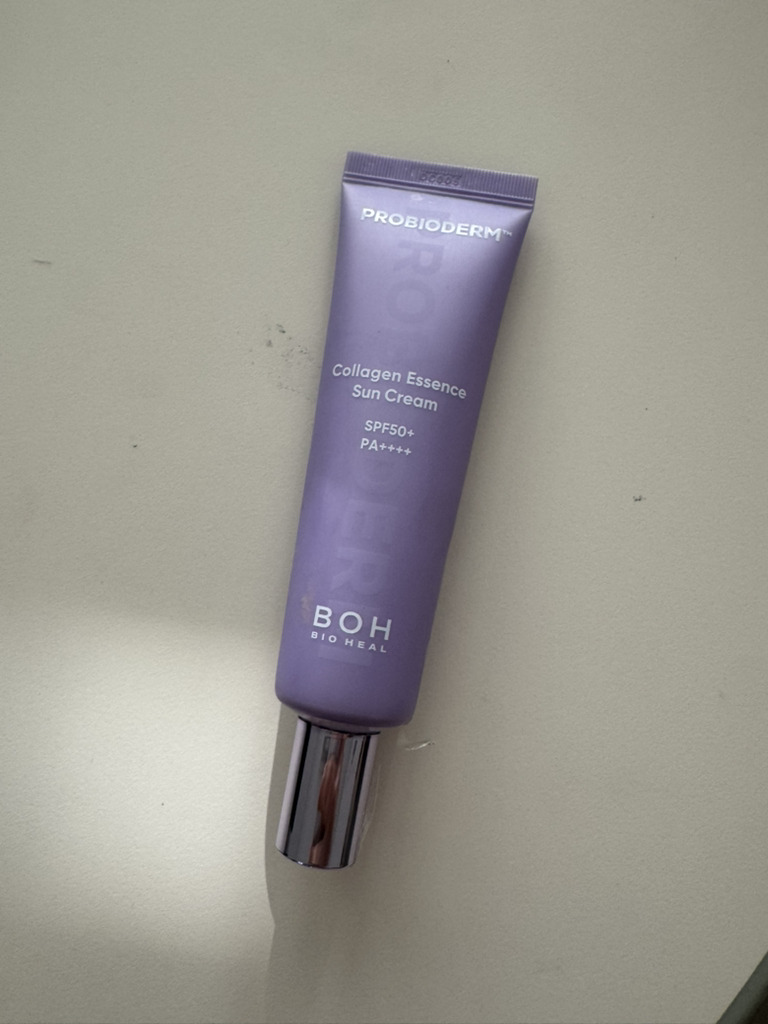 PROBIODERM™
Collagen Essence
Sun Cream
SPF50+
PA++++
BOH
BIO HEAL